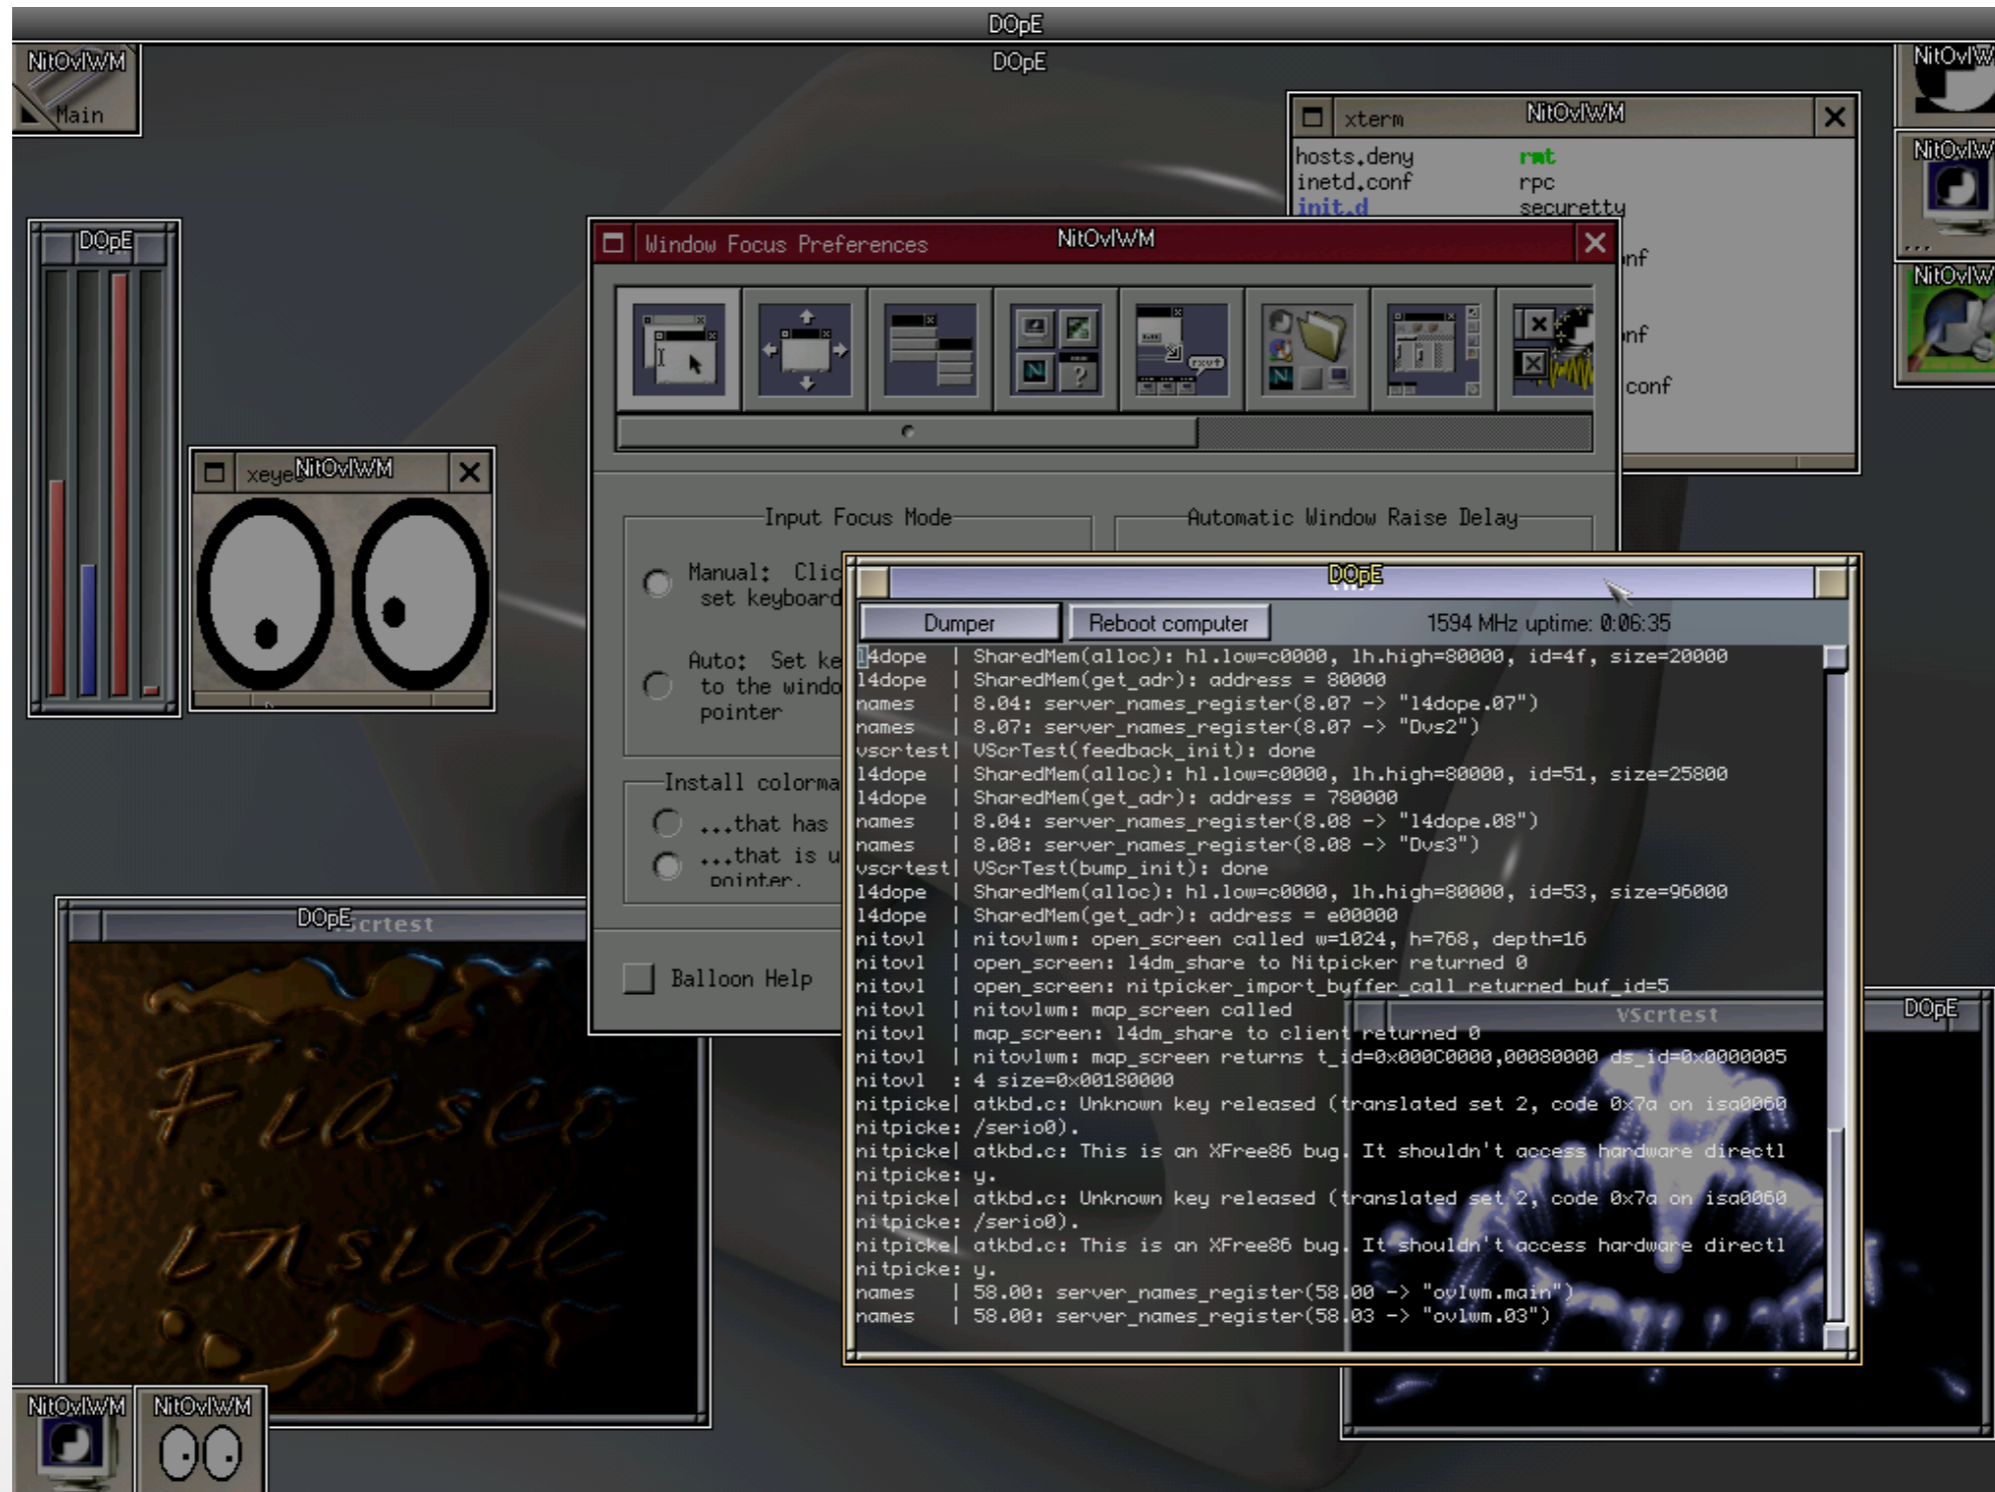 DOpE
DOpE
NitOvlWM
Main
NitOvlWM
NitOvlWM
NitOvlWM
xterm
NitOvlWM
hosts.deny rmt
inetd.conf rpc
init.d securetty
conf
DOpE
Window Focus Preferences
NitOvlWM
rxvt
N
?
N
xeye
NitOvlWM
Input Focus Mode
Automatic Window Raise Delay
Manual: Clic
set keyboard
Auto: Set ke
to the windo
pointer
Install colorma
...that has
...that is u
pointer.
Balloon Help
DOpE
Dumper
Reboot computer
1594 MHz uptime: 0:06:35
l4dope | SharedMem(alloc): hl.low=c0000, lh.high=80000, id=4f, size=20000
l4dope | SharedMem(get_adr): address = 80000
names | 8.04: server_names_register(8.07 -> "l4dope.07")
names | 8.07: server_names_register(8.07 -> "Dvs2")
vscrtest| VScrTest(feedback_init): done
l4dope | SharedMem(alloc): hl.low=c0000, lh.high=80000, id=51, size=25800
l4dope | SharedMem(get_adr): address = 780000
names | 8.04: server_names_register(8.08 -> "l4dope.08")
names | 8.08: server_names_register(8.08 -> "Dvs3")
vscrtest| VScrTest(bump_init): done
l4dope | SharedMem(alloc): hl.low=c0000, lh.high=80000, id=53, size=96000
l4dope | SharedMem(get_adr): address = e00000
nitovl | nitovlwm: open_screen called w=1024, h=768, depth=16
nitovl | open_screen: l4dm_share to Nitpicker returned 0
nitovl | open_screen: nitpicker_import_buffer_call returned buf_id=5
nitovl | nitovlwm: map_screen called
nitovl | map_screen: l4dm_share to client returned 0
nitovl | nitovlwm: map_screen returns t_id=0x000C0000,00080000 ds_id=0x0000005
nitovl : 4 size=0x00180000
nitpicke| atkbd.c: Unknown key released (translated set 2, code 0x7a on isa0060
nitpicke: /serio0).
nitpicke| atkbd.c: This is an XFree86 bug. It shouldn't access hardware directl
nitpicke: y.
nitpicke| atkbd.c: Unknown key released (translated set 2, code 0x7a on isa0060
nitpicke: /serio0).
nitpicke| atkbd.c: This is an XFree86 bug. It shouldn't access hardware directl
nitpicke: y.
names | 58.00: server_names_register(58.00 -> "ovlwm.main")
names | 58.00: server_names_register(58.03 -> "ovlwm.03")
DOpE
crtest
Fiasco
inside
VScrtest
DOpE
NitOvlWM
NitOvlWM